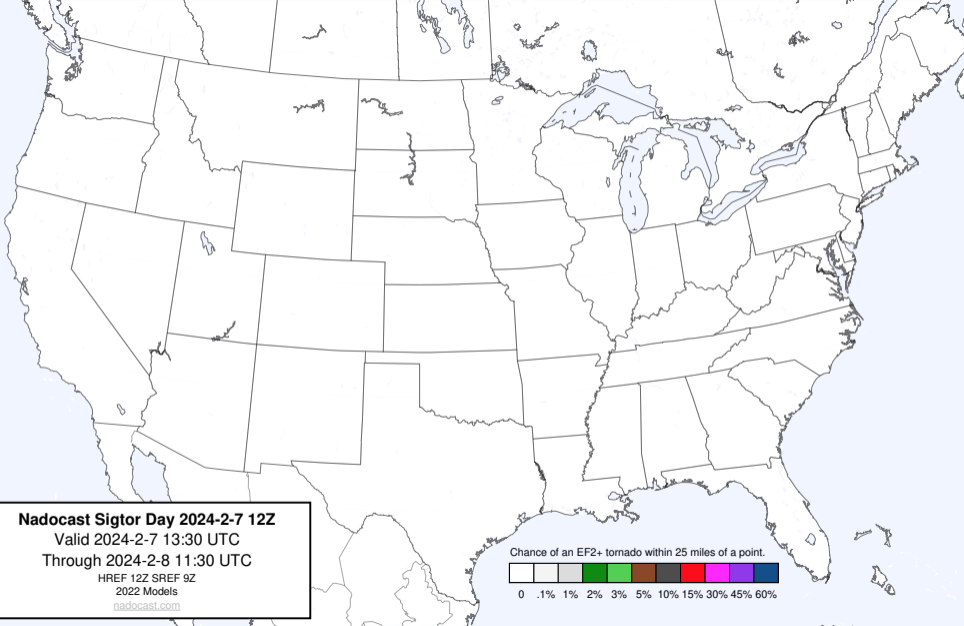 Nadocast Sigtor Day 2024-2-7 12Z
Valid 2024-2-7 13:30 UTC
Through 2024-2-8 11:30 UTC
HREF 12Z SREF 9Z
2022 Models
nadocast.com
Chance of an EF2+ tornado within 25 miles of a point.
0 .1% 1% 2% 3% 5% 10% 15% 30% 45% 60%